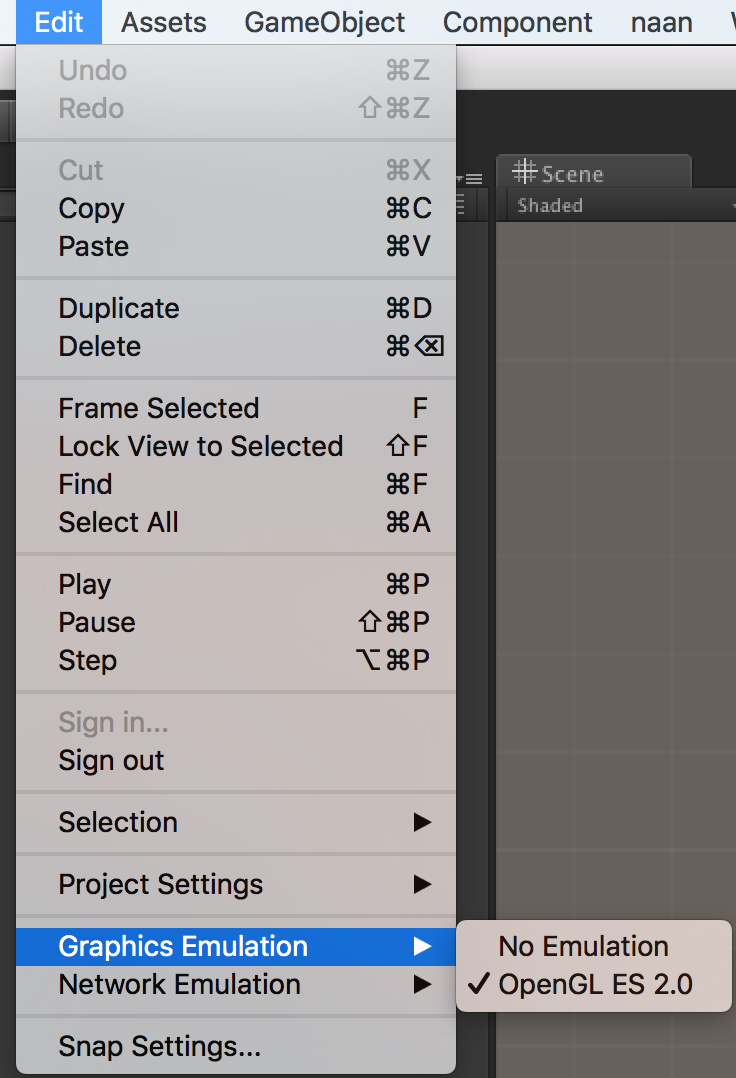 Edit Assets GameObject Component naan
Undo ⌘Z
Redo ⇧⌘Z
Cut ⌘X
Copy ⌘C
Paste ⌘V
Duplicate ⌘D
Delete ⌘⌫
Frame Selected F
Lock View to Selected ⇧F
Find ⌘F
Select All ⌘A
Play ⌘P
Pause ⇧⌘P
Step ⌥⌘P
Sign in...
Sign out
Selection ▶
Project Settings ▶
Graphics Emulation ▶
Network Emulation ▶
Snap Settings...
No Emulation
✓ OpenGL ES 2.0
Scene
Shaded